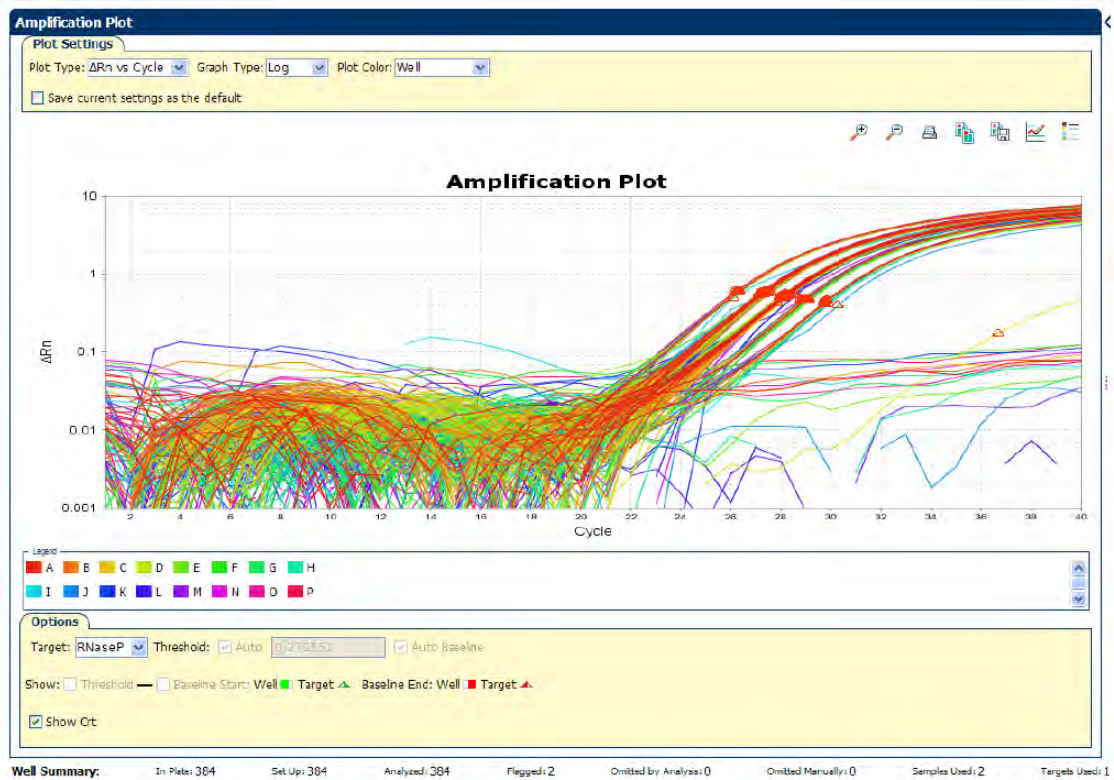 Amplification Plot
Plot Settings
Plot Type: ΔRn vs Cycle Graph Type: Log Plot Color: Well
Save current settings as the default
Amplification Plot
10
1
0.1
0.01
0.001
ΔRn
2 4 6 8 10 12 14 16 18 20 22 24 26 28 30 32 34 36 38 40
Cycle
Legend
A B C D E F G H
I J K L M N O P
Options
Target: RNaseP Threshold: Auto Auto Baseline
Show: Threshold Baseline Start: Well Target Baseline End: Well Target
Show Crt
Well Summary: In Plate: 384 Set Up: 384 Analyzed: 384 Flagged: 2 Omitted by Analysis: 0 Omitted Manually: 0 Samples Used: 2 Targets Used: 1